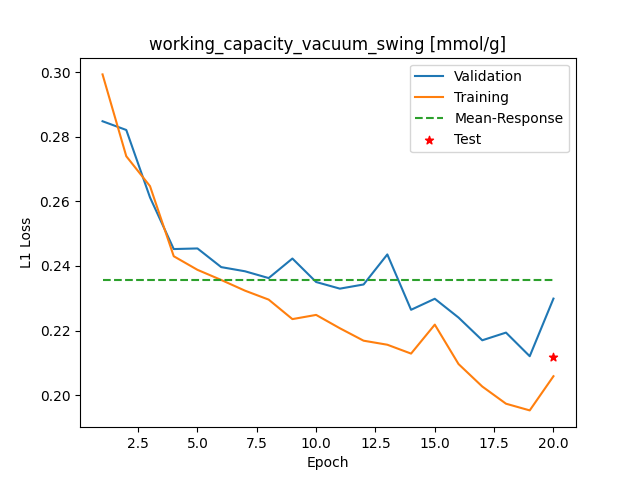 working_capacity_vacuum_swing [mmol/g]
Validation
Training
Mean-Response
Test
L1 Loss
0.30
0.28
0.26
0.24
0.22
0.20
2.5 5.0 7.5 10.0 12.5 15.0 17.5 20.0
Epoch